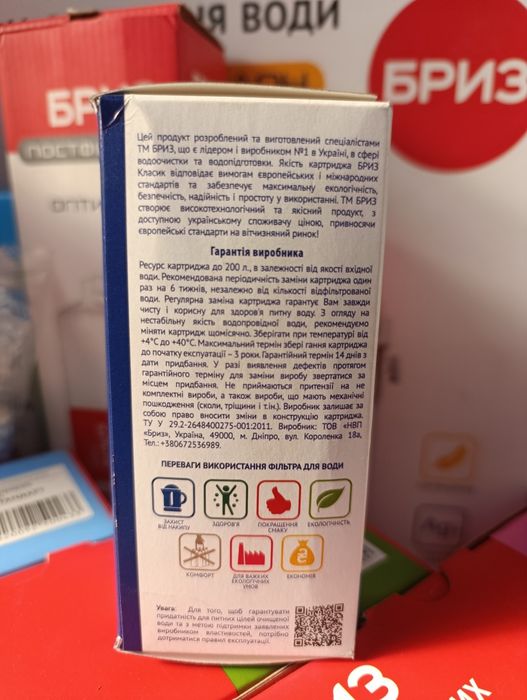 НЯ ВОДИ
БРИЗ
БРИЗ
Цей продукт розроблений та виготовлений спеціалістами
ТМ БРИЗ, що є лідером і виробником №1 в Україні, в сфері
водоочистки та водопідготовки. Якість картриджа БРИЗ
Класик відповідає вимогам європейських і міжнародних
стандартів та забезпечує максимальну екологічність,
безпечність, надійність і простоту у використанні. ТМ БРИЗ
створює високотехнологічний та якісний продукт, з
доступною українському споживачу ціною, привносячи
європейські стандарти на вітчизняний ринок!
Гарантія виробника
Ресурс картриджа до 200 л., в залежності від якості вхідної
води. Рекомендована періодичність заміни картриджа один
раз на 6 тижнів, незалежно від кількості відфільтрованої
води. Регулярна заміна картриджа гарантує Вам завжди
чисту і корисну для здоров'я питну воду. З огляду на
нестабільну якість водопровідної води, рекомендуємо
міняти картридж щомісячно. Зберігати при температурі від
+4°С до +40°С. Максимальний термін збері гання картриджа
до початку експуатації – 3 роки. Гарантійний термін 14 днів з
дати придбання. У разі виявлення дефектів протягом
гарантійного терміну для заміни виробу звертатися за
місцем придбання. Не приймаються притензії на не
комплектні вироби, а також вироби, що мають механічні
пошкодження (сколи, тріщини і т.ін.). Виробник залишає за
собою право вносити зміни в конструкцію картриджа.
ТУ У 29.2-2648400275-001:2011. Виробник: ТОВ «НВП
«Бриз», Україна, 49000, м. Дніпро, вул. Короленка 18а,
Тел.: +380672536989.
ПЕРЕВАГИ ВИКОРИСТАННЯ ФІЛЬТРА ДЛЯ ВОДИ
ЗАХИСТ
ВІД НАКИПУ
ЗДОРОВ'Я
ПОКРАЩЕННЯ
СМАКУ
ЕКОЛОГІЧНІСТЬ
КОМФОРТ
ДЛЯ ВАЖКИХ
ЕКОЛОГІЧНИХ
УМОВ
ЕКОНОМІЯ
Увага: Для того, щоб гарантувати
придатність для питних цілей очищеної
води та з метою підтримки заявлених
виробником властивостей, потрібно
дотриматися правил експлуатації.
ИЗ
ИХ